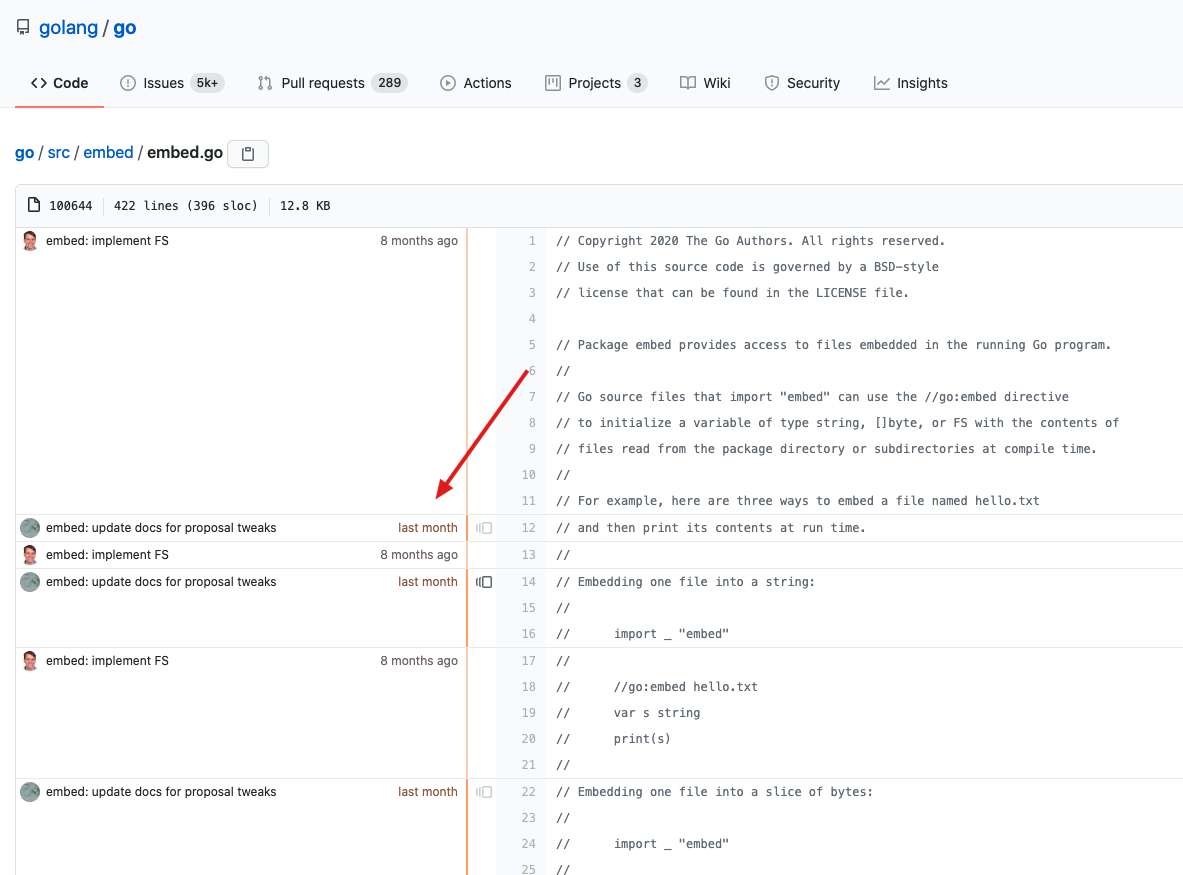 golang / go
Code Issues 5k+ Pull requests 289 Actions Projects 3 Wiki Security Insights
go / src / embed / embed.go
100644 422 lines (396 sloc) 12.8 KB
embed: implement FS 8 months ago 1 // Copyright 2020 The Go Authors. All rights reserved.
2 // Use of this source code is governed by a BSD-style
3 // license that can be found in the LICENSE file.
4
5 // Package embed provides access to files embedded in the running Go program.
6 //
7 // Go source files that import "embed" can use the //go:embed directive
8 // to initialize a variable of type string, []byte, or FS with the contents of
9 // files read from the package directory or subdirectories at compile time.
10 //
11 // For example, here are three ways to embed a file named hello.txt
embed: update docs for proposal tweaks last month 12 // and then print its contents at run time.
embed: implement FS 8 months ago 13 //
embed: update docs for proposal tweaks last month 14 // Embedding one file into a string:
15 //
16 // import _ "embed"
embed: implement FS 8 months ago 17 //
18 // //go:embed hello.txt
19 // var s string
20 // print(s)
21 //
embed: update docs for proposal tweaks last month 22 // Embedding one file into a slice of bytes:
23 //
24 // import _ "embed"
25 //